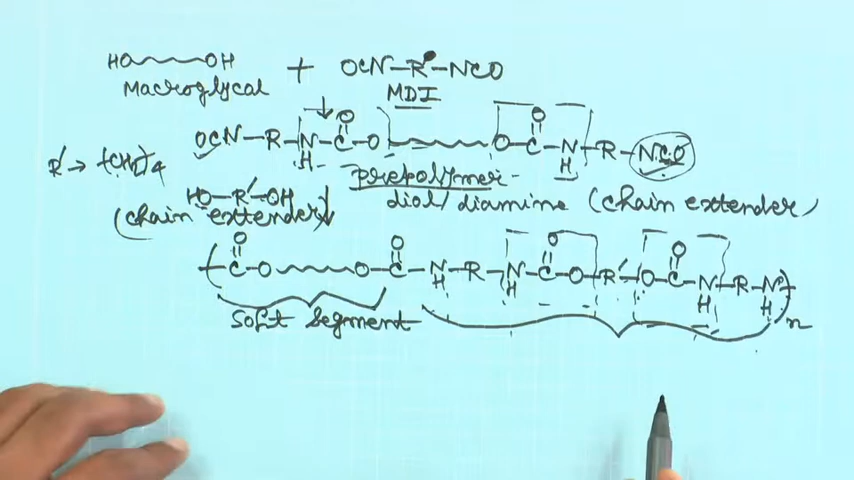 HO OH + OCN-R-NCO
Macroglycol MDI
O O
OCN-R-N-C-O O-C-N-R-NCO
H H
R'→ (CH₂)4 prepolymer
HO-R'-OH diol/diamine (chain extender)
(chain extender)
O O O O
C-O O-C-N-R-N-C-O-R'-O-C-N-R-N
H H H H n
Soft Segment